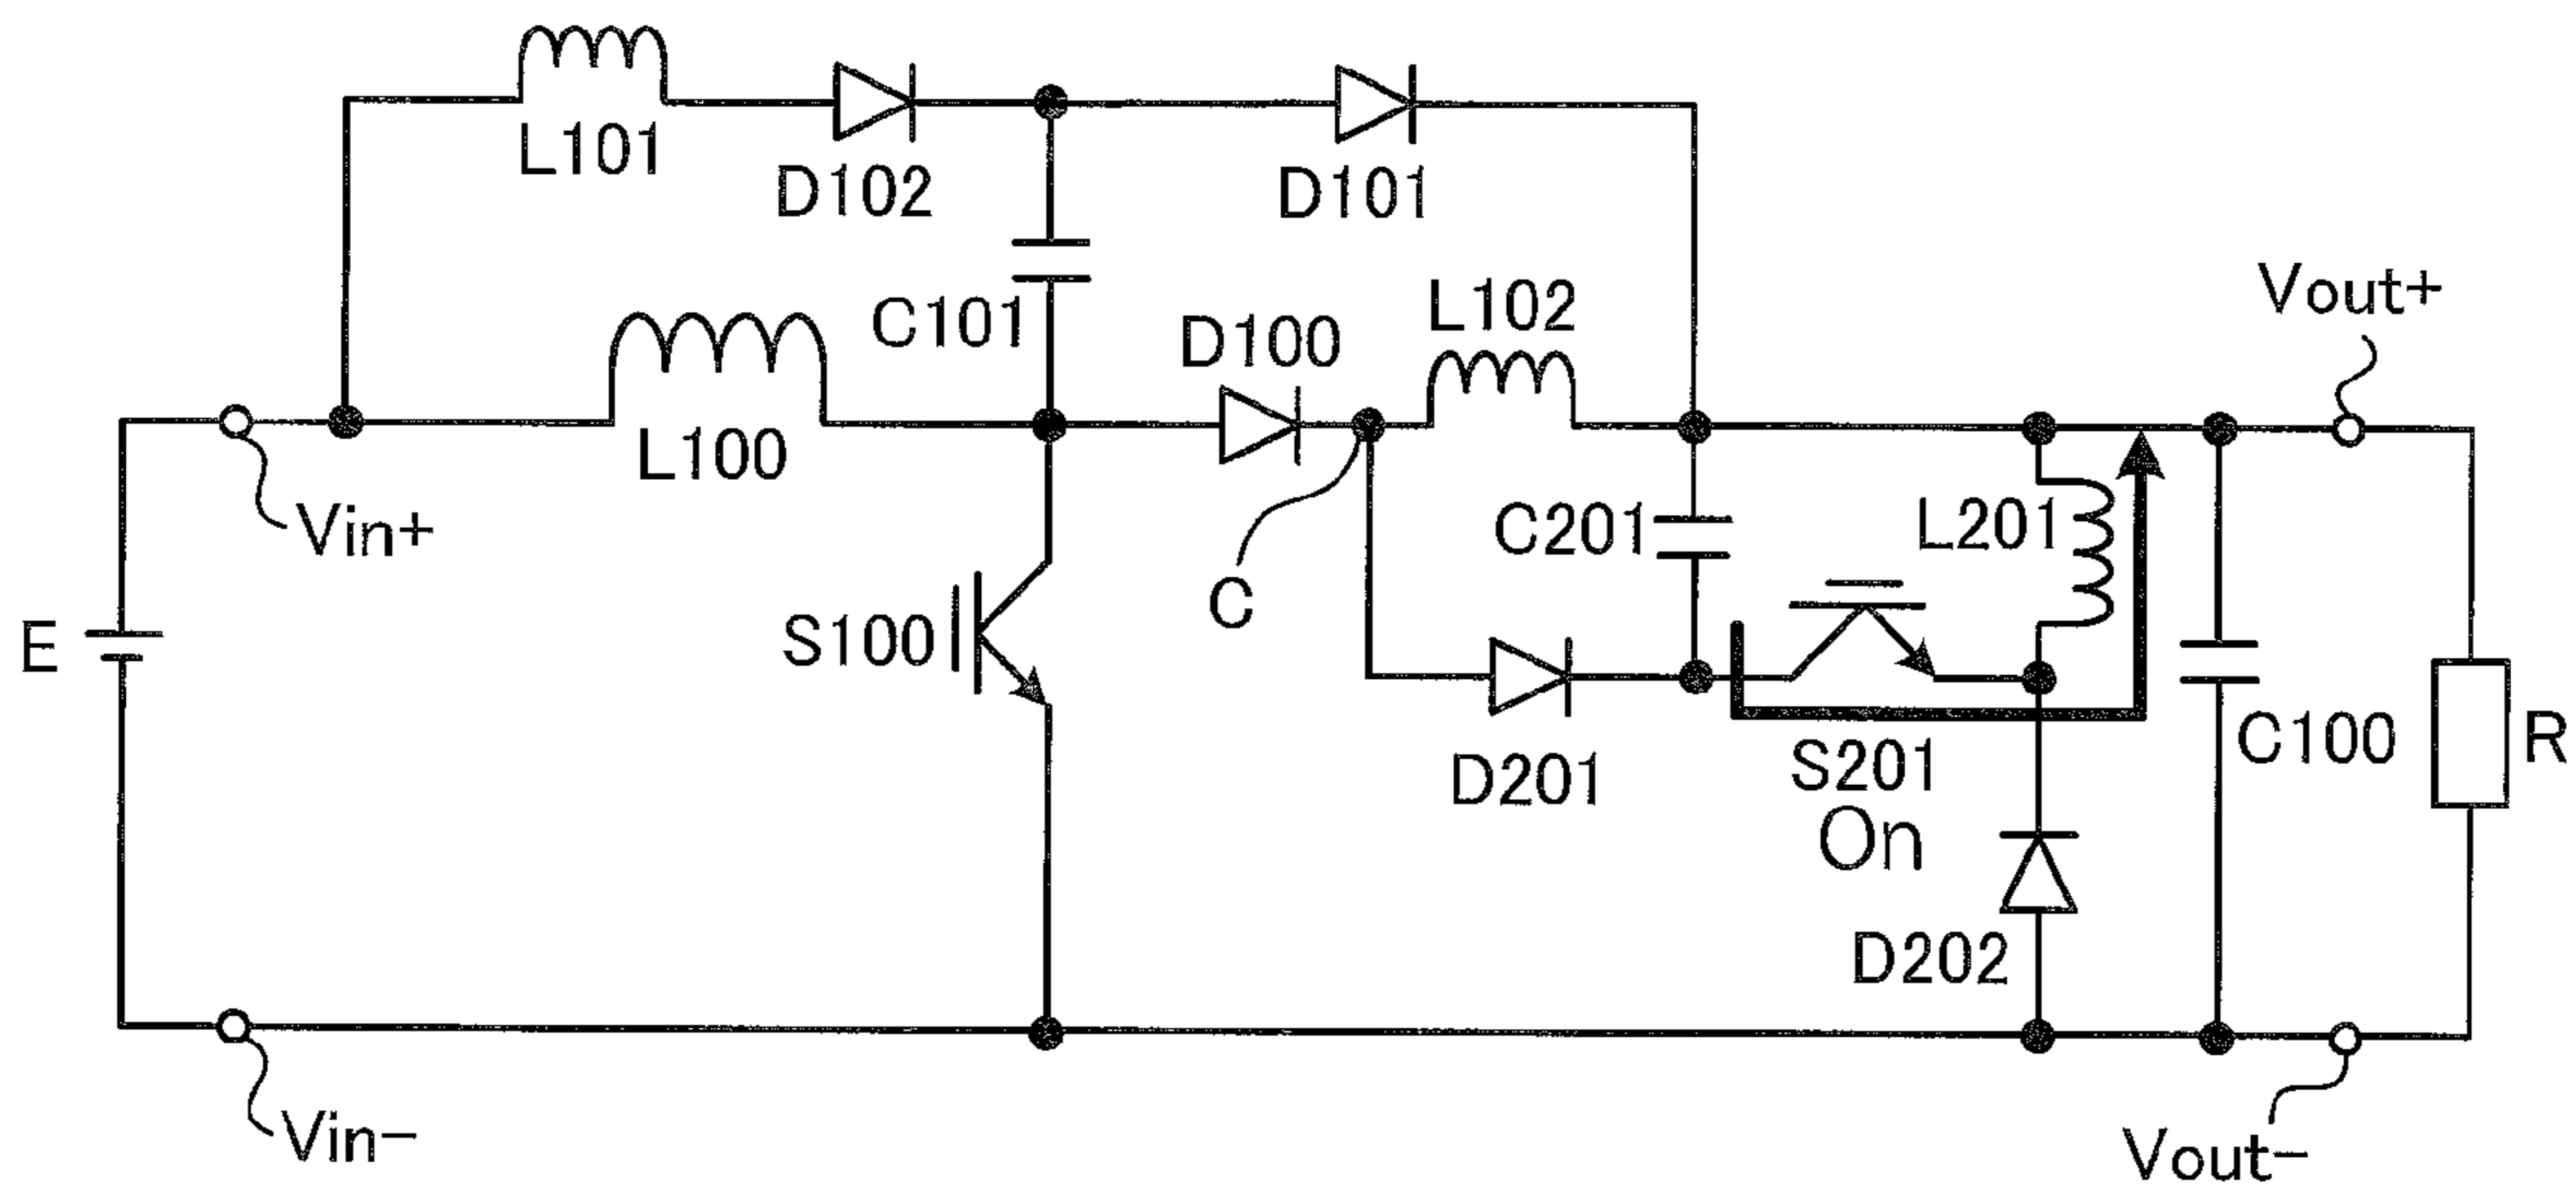 L101
D102
D101
C101
L102
Vout+
D100
L100
Vin+
C201
L201
C
E
S100
S201
On
D201
C100
R
D202
Vin-
Vout-